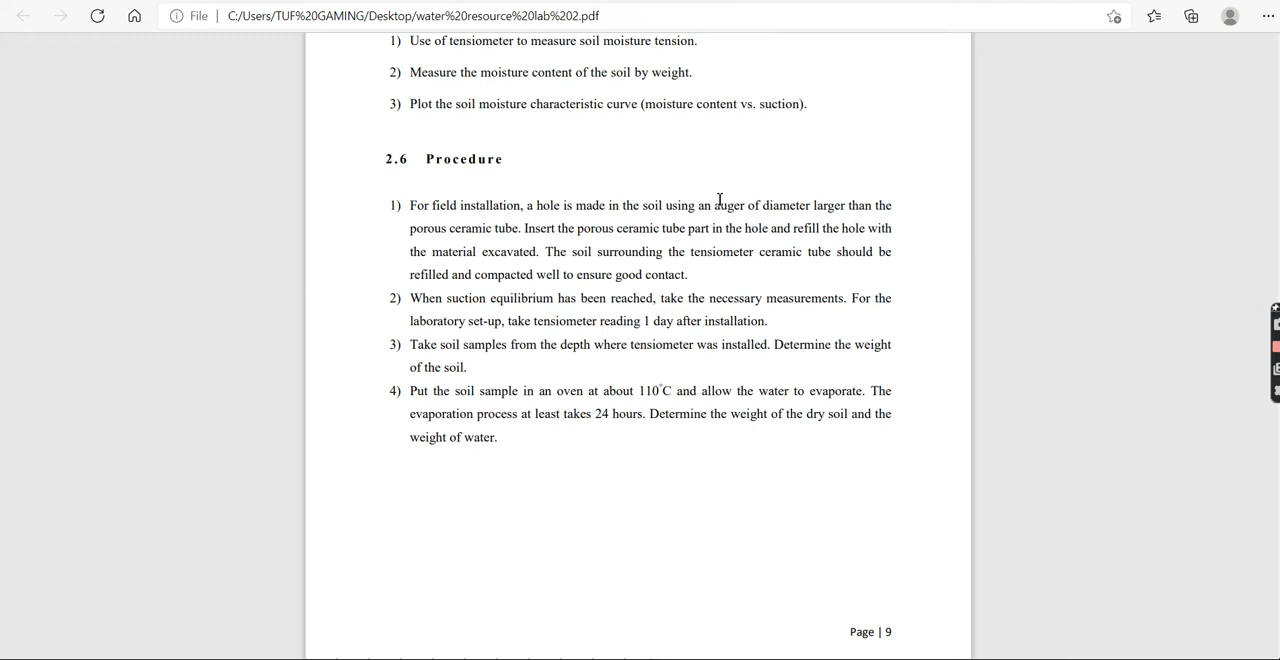 File | C:/Users/TUF%20GAMING/Desktop/water%20resource%20lab%202.pdf
1) Use of tensiometer to measure soil moisture tension.
2) Measure the moisture content of the soil by weight.
3) Plot the soil moisture characteristic curve (moisture content vs. suction).
2.6 Procedure
1) For field installation, a hole is made in the soil using an auger of diameter larger than the
porous ceramic tube. Insert the porous ceramic tube part in the hole and refill the hole with
the material excavated. The soil surrounding the tensiometer ceramic tube should be
refilled and compacted well to ensure good contact.
2) When suction equilibrium has been reached, take the necessary measurements. For the
laboratory set-up, take tensiometer reading 1 day after installation.
3) Take soil samples from the depth where tensiometer was installed. Determine the weight
of the soil.
4) Put the soil sample in an oven at about 110°C and allow the water to evaporate. The
evaporation process at least takes 24 hours. Determine the weight of the dry soil and the
weight of water.
Page | 9